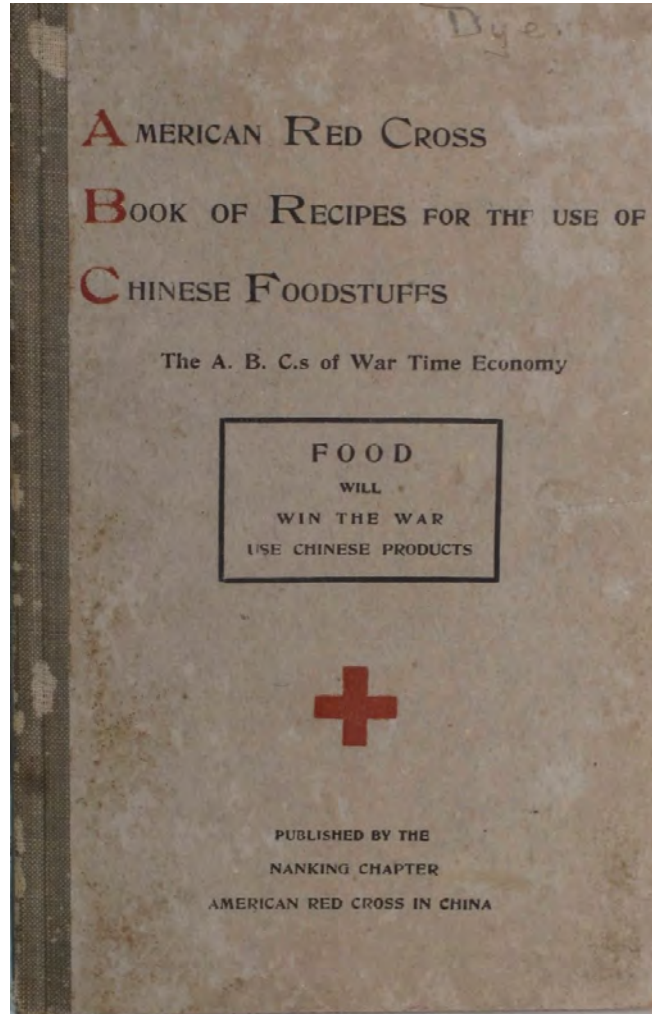 Dye
AMERICAN RED CROSS
BOOK OF RECIPES FOR THE USE OF
CHINESE FOODSTUFFS
The A. B. C.s of War Time Economy
FOOD
WILL
WIN THE WAR
USE CHINESE PRODUCTS
PUBLISHED BY THE
NANKING CHAPTER
AMERICAN RED CROSS IN CHINA